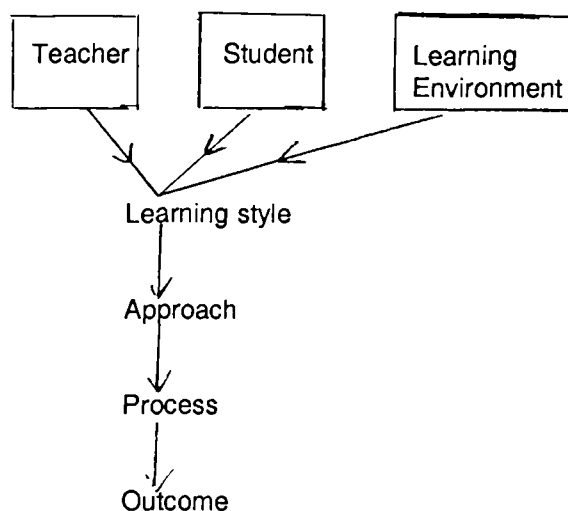 Teacher
Student
Learning
Environment
Learning style
Approach
Process
Outcome